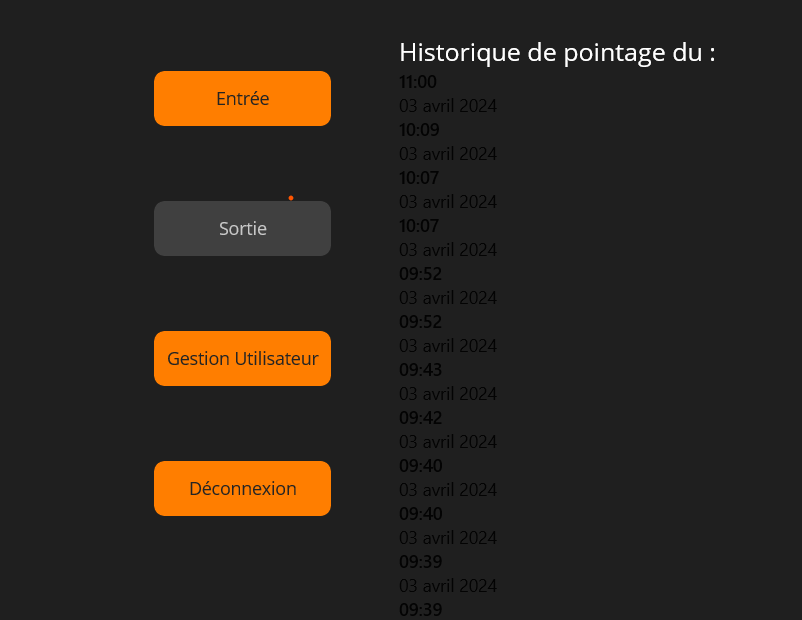 Entrée
Sortie
Gestion Utilisateur
Déconnexion
Historique de pointage du :
11:00
03 avril 2024
10:09
03 avril 2024
10:07
03 avril 2024
10:07
03 avril 2024
09:52
03 avril 2024
09:52
03 avril 2024
09:43
03 avril 2024
09:42
03 avril 2024
09:40
03 avril 2024
09:40
03 avril 2024
09:39
03 avril 2024
09:39